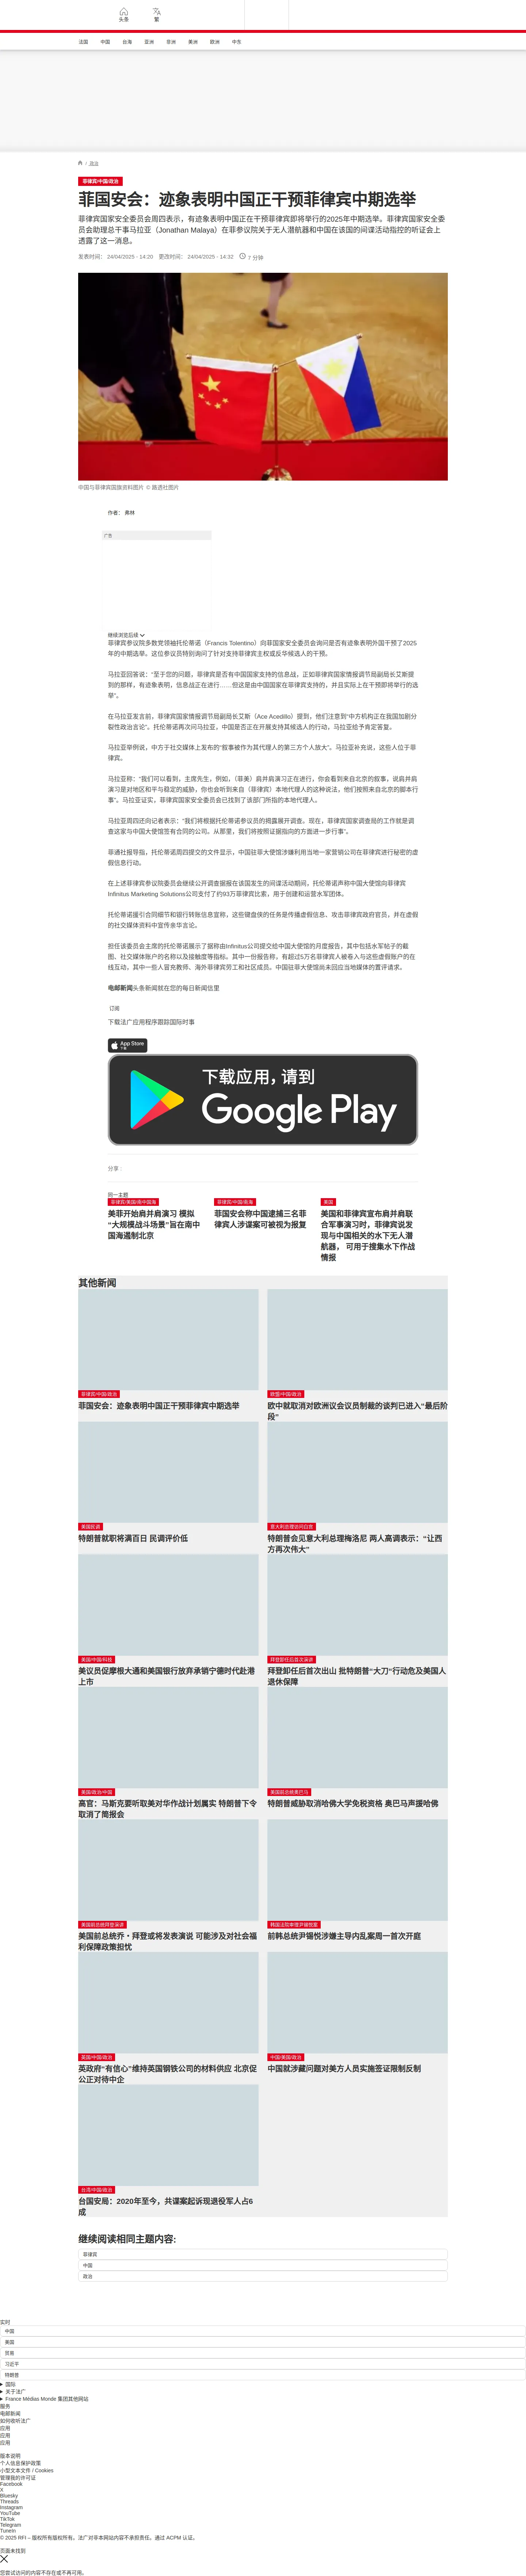 头条
繁
法国
中国
台海
亚洲
非洲
美洲
欧洲
中东
/ 政治
菲律宾/中国/政治
菲国安会：迹象表明中国正干预菲律宾中期选举
菲律宾国家安全委员会周四表示，有迹象表明中国正在干预菲律宾即将举行的2025年中期选举。菲律宾国家安全委
员会助理总干事马拉亚（Jonathan Malaya）在菲参议院关于无人潜航器和中国在该国的间谍活动指控的听证会上
透露了这一消息。
发表时间： 24/04/2025 - 14:20 更改时间： 24/04/2025 - 14:32 7 分钟
中国与菲律宾国旗资料图片 © 路透社图片
作者： 弗林
广告
继续浏览后续
菲律宾参议院多数党领袖托伦蒂诺（Francis Tolentino）向菲国家安全委员会询问是否有迹象表明外国干预了2025
年的中期选举。这位参议员特别询问了针对支持菲律宾主权或反华候选人的干预。
马拉亚回答说：“至于您的问题，菲律宾是否有中国国家支持的信息战，正如菲律宾国家情报调节局副局长艾斯提
到的那样，有迹象表明，信息战正在进行……但这是由中国国家在菲律宾支持的，并且实际上在干预即将举行的选
举”。
在马拉亚发言前，菲律宾国家情报调节局副局长艾斯（Ace Acedillo）提到，他们注意到“中方机构正在我国加剧分
裂性政治言论”。托伦蒂诺再次问马拉亚，中国是否正在开展支持其候选人的行动，马拉亚给予肯定答复。
马拉亚举例说，中方于社交媒体上发布的“叙事被作为其代理人的第三方个人放大”。马拉亚补充说，这些人位于菲
律宾。
马拉亚称：“我们可以看到，主席先生，例如，（菲美）肩并肩演习正在进行，你会看到来自北京的叙事，说肩并肩
演习是对地区和平与稳定的威胁，你也会听到来自（菲律宾）本地代理人的这种说法，他们按照来自北京的脚本行
事”。马拉亚证实，菲律宾国家安全委员会已找到了该部门所指的本地代理人。
马拉亚周四还向记者表示：“我们将根据托伦蒂诺参议员的揭露展开调查。现在，菲律宾国家调查局的工作就是调
查这家与中国大使馆签有合同的公司。从那里，我们将按照证据指向的方面进一步行事”。
菲通社报导指，托伦蒂诺周四提交的文件显示，中国驻菲大使馆涉嫌利用当地一家营销公司在菲律宾进行秘密的虚
假信息行动。
在上述菲律宾参议院委员会继续公开调查据报在该国发生的间谍活动期间，托伦蒂诺声称中国大使馆向菲律宾
Infinitus Marketing Solutions公司支付了约93万菲律宾比索，用于创建和运营水军团体。
托伦蒂诺援引合同细节和银行转账信息宣称，这些键盘侠的任务是传播虚假信息、攻击菲律宾政府官员，并在虚假
的社交媒体资料中宣传亲华言论。
担任该委员会主席的托伦蒂诺展示了据称由Infinitus公司提交给中国大使馆的月度报告，其中包括水军帖子的截
图、社交媒体账户的名称以及接触度等指标。其中一份报告称，有超过5万名菲律宾人被卷入与这些虚假账户的在
线互动，其中一些人冒充教师、海外菲律宾劳工和社区成员。中国驻菲大使馆尚未回应当地媒体的置评请求。
电邮新闻头条新闻就在您的每日新闻信里
订阅
下载法广应用程序跟踪国际时事
App Store
下载应用，请到
Google Play
分享 :
同一主题
菲律宾/美国/南中国海
美菲开始肩并肩演习 模拟
“大规模战斗场景”旨在南中
国海遏制北京
菲律宾/中国/南海
菲国安会称中国逮捕三名菲
律宾人涉谍案可被视为报复
美国
美国和菲律宾宣布肩并肩联
合军事演习时，菲律宾说发
现与中国相关的水下无人潜
航器， 可用于搜集水下作战
情报
其他新闻
菲律宾/中国/政治
菲国安会：迹象表明中国正干预菲律宾中期选举
欧盟/中国/政治
欧中就取消对欧洲议会议员制裁的谈判已进入“最后阶
段”
美国民调
特朗普就职将满百日 民调评价低
意大利总理访问白宫
特朗普会见意大利总理梅洛尼 两人高调表示：“让西
方再次伟大”
美国/中国/科技
美议员促摩根大通和美国银行放弃承销宁德时代赴港
上市
拜登卸任后首次演讲
拜登卸任后首次出山 批特朗普“大刀”行动危及美国人
退休保障
美国/政治/中国
高官：马斯克要听取美对华作战计划属实 特朗普下令
取消了简报会
美国前总统奥巴马
特朗普威胁取消哈佛大学免税资格 奥巴马声援哈佛
美国前总统拜登演讲
美国前总统乔・拜登或将发表演说 可能涉及对社会福
利保障政策担忧
韩国法院审理尹锡悦案
前韩总统尹锡悦涉嫌主导内乱案周一首次开庭
英国/中国/政治
英政府“有信心”维持英国钢铁公司的材料供应 北京促
公正对待中企
中国/美国/政治
中国就涉藏问题对美方人员实施签证限制反制
台湾/中国/政治
台国安局：2020年至今，共谍案起诉现退役军人占6
成
继续阅读相同主题内容:
菲律宾
中国
政治
实时
中国
美国
贸易
习近平
特朗普
国际
关于法广
France Médias Monde 集团其他网站
服务
电邮新闻
如何收听法广
应用
应用
应用
版本说明
个人信息保护政策
小型文本文件 / Cookies
管理我的许可证
Facebook
X
Bluesky
Threads
Instagram
YouTube
TikTok
Telegram
TuneIn
© 2025 RFI – 版权所有版权所有。法广对非本网站内容不承担责任。通过 ACPM 认证。
页面未找到
您尝试访问的内容不存在或不再可用。